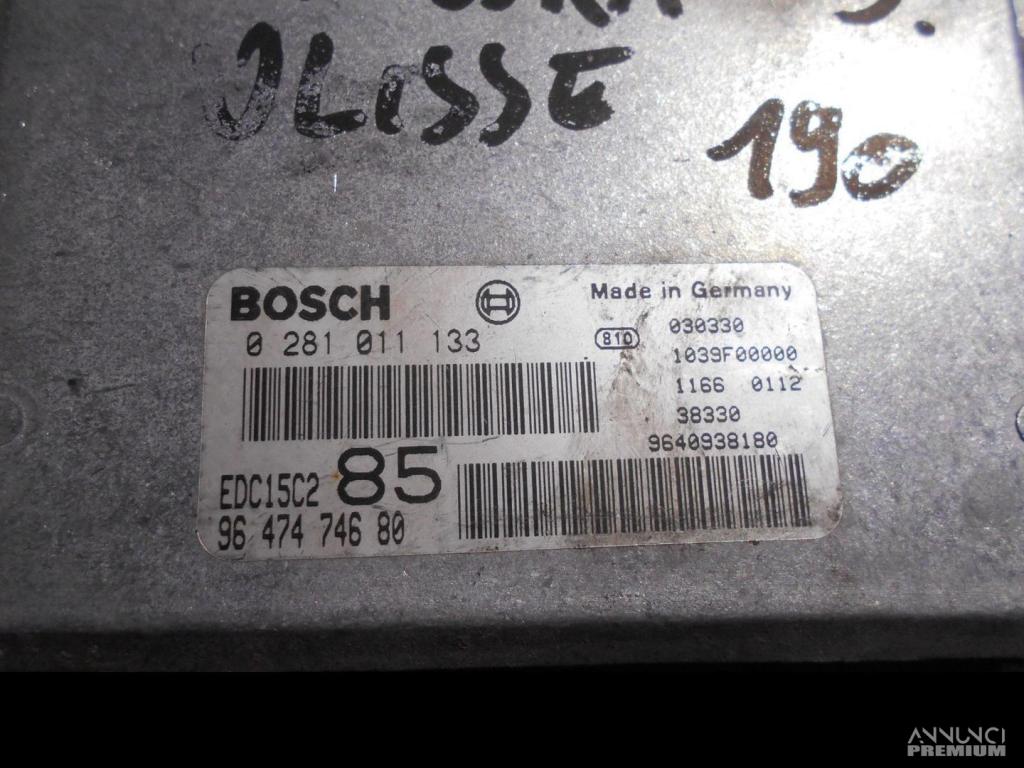 ULISSE
190
BOSCH
Made in Germany
0 281 011 133
810
030330
1039F00000
1166 0112
38330
9640938180
EDC15C2 85
96 474 746 80
ANNUNCI
PREMIUM